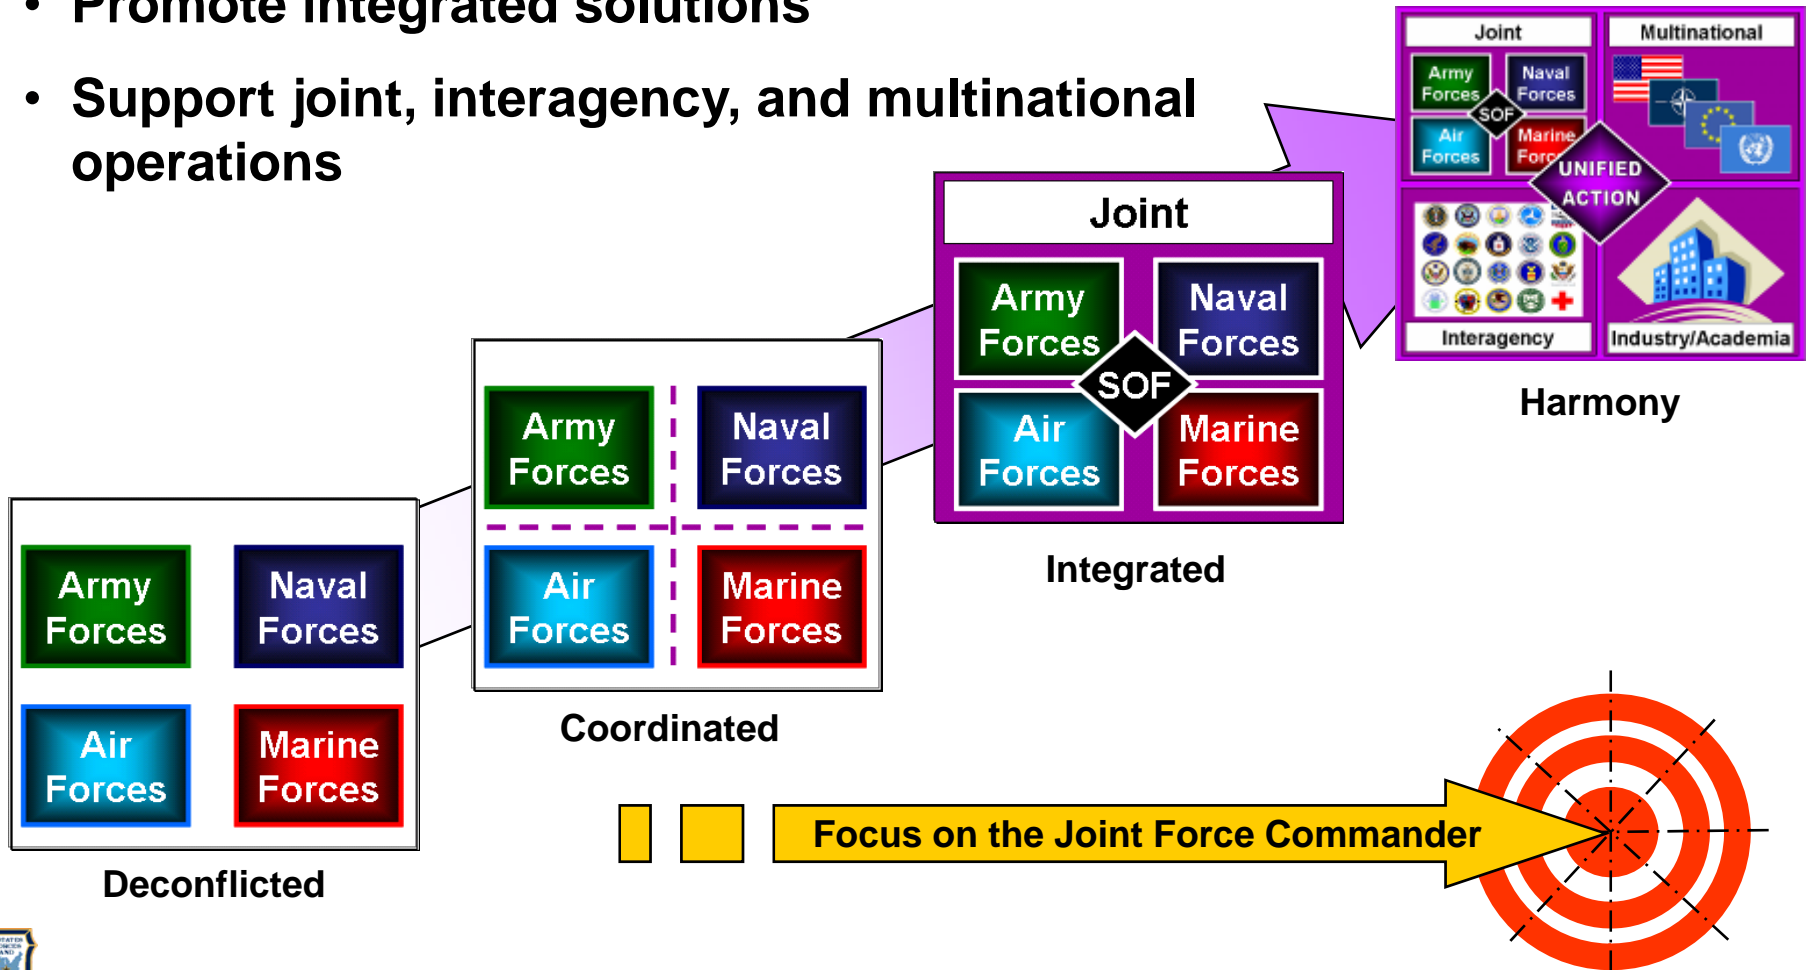 • Promote integrated solutions
• Support joint, interagency, and multinational
operations
Joint
Army
Forces
Naval
Forces
SOF
Air
Forces
Marine
Forces
Multinational
UNIFIED
ACTION
Interagency
Industry/Academia
Harmony
Joint
Army
Forces
Naval
Forces
SOF
Air
Forces
Marine
Forces
Integrated
Army
Forces
Naval
Forces
Air
Forces
Marine
Forces
Coordinated
Army
Forces
Naval
Forces
Air
Forces
Marine
Forces
Deconflicted
Focus on the Joint Force Commander